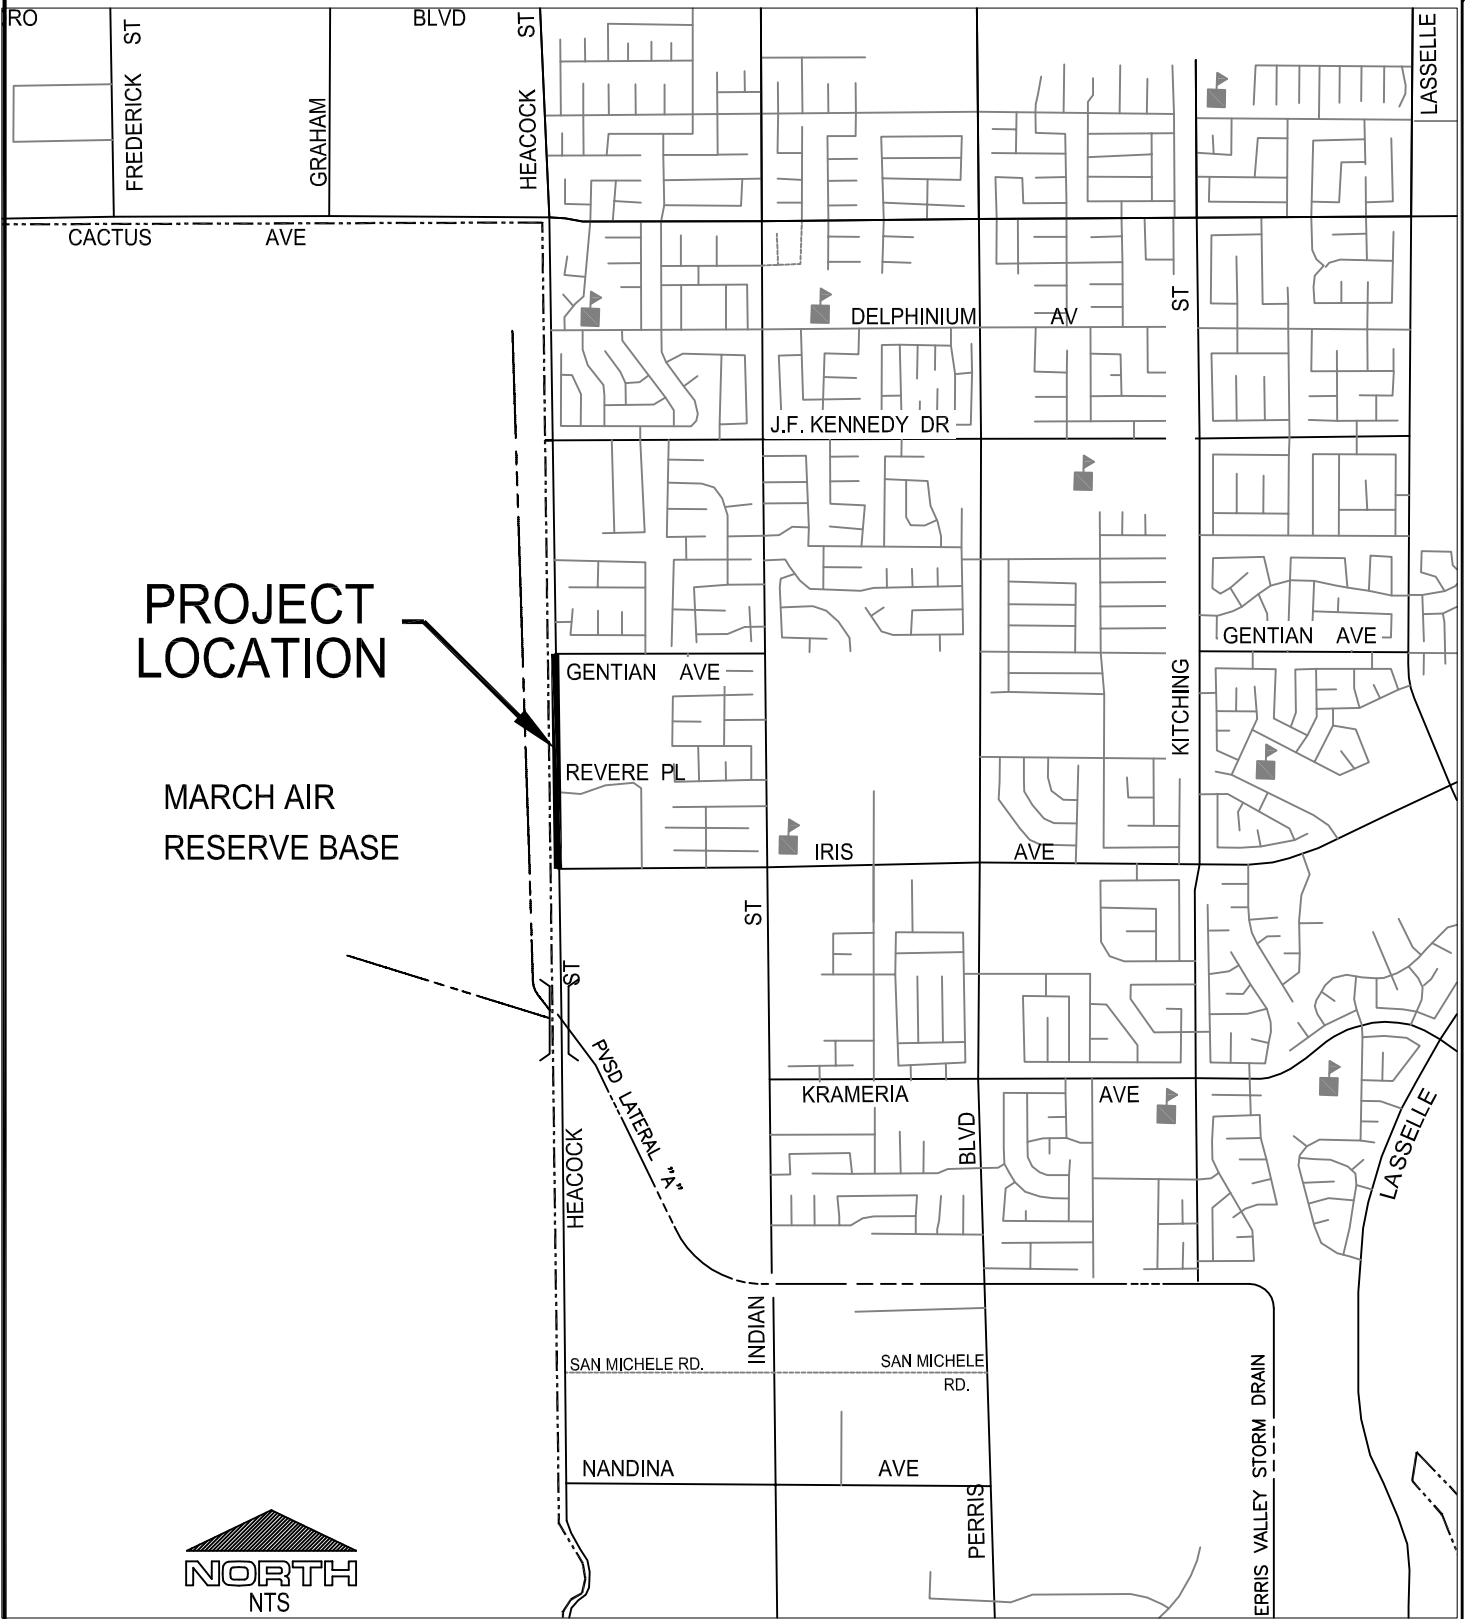 RO
BLVD
FREDERICK ST
GRAHAM
HEACOCK ST
LASSELLE
CACTUS AVE
DELPHINIUM AV
ST
J.F. KENNEDY DR
PROJECT
LOCATION
GENTIAN AVE
GENTIAN AVE
KITCHING
REVERE PL
MARCH AIR
RESERVE BASE
IRIS AVE
ST
ST
PVSD LATERAL "A"
KRAMERIA AVE
BLVD
HEACOCK
LASSELLE
INDIAN
SAN MICHELE RD.
SAN MICHELE
RD.
ERRIS VALLEY STORM DRAIN
NANDINA AVE
PERRIS
NORTH
NTS